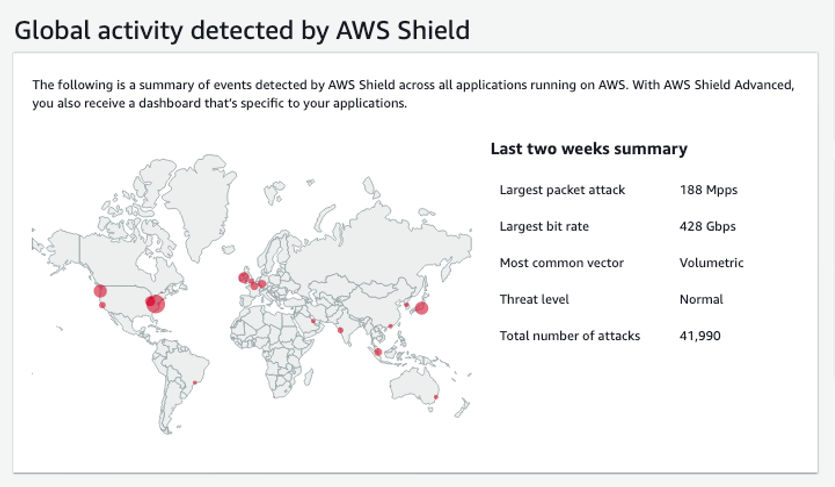 Global activity detected by AWS Shield
The following is a summary of events detected by AWS Shield across all applications running on AWS. With AWS Shield Advanced,
you also receive a dashboard that's specific to your applications.
Last two weeks summary
Largest packet attack 188 Mpps
Largest bit rate 428 Gbps
Most common vector Volumetric
Threat level Normal
Total number of attacks 41,990